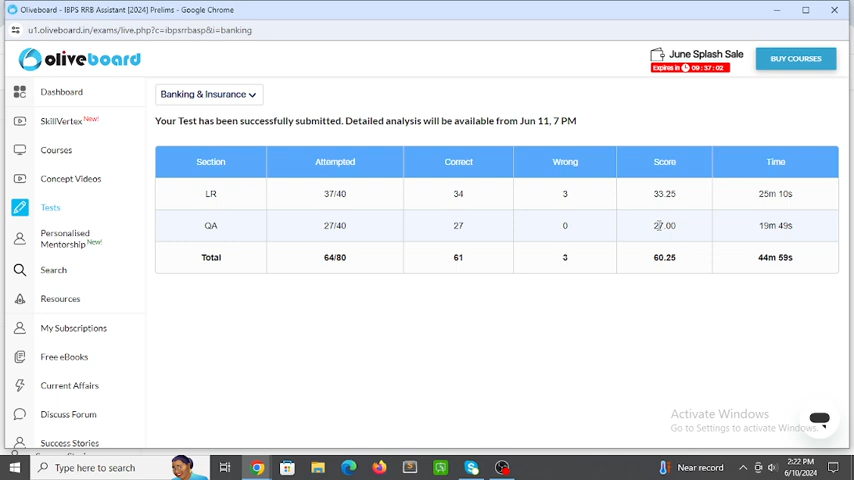 Oliveboard - IBPS RRB Assistant [2024] Prelims - Google Chrome
u1.oliveboard.in/exams/live.php?c=ibpsrrbasp&i=banking
oliveboard
June Splash Sale
Expires in 09 : 37 : 02
BUY COURSES
Dashboard
SkillVertex New!
Courses
Concept Videos
Tests
Personalised
Mentorship New!
Search
Resources
My Subscriptions
Free eBooks
Current Affairs
Discuss Forum
Success Stories
Banking & Insurance
Your Test has been successfully submitted. Detailed analysis will be available from Jun 11, 7 PM
Section Attempted Correct Wrong Score Time
LR 37/40 34 3 33.25 25m 10s
QA 27/40 27 0 27.00 19m 49s
Total 64/80 61 3 60.25 44m 59s
Activate Windows
Go to Settings to activate Windows.
Type here to search
Near record
2:22 PM
6/10/2024